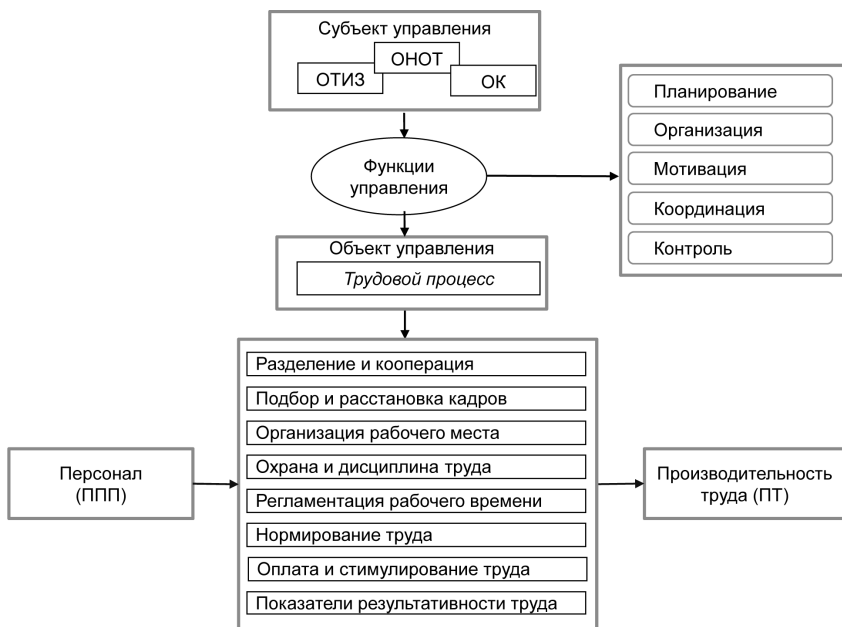 Субъект управления
ОНОТ
ОТИЗ
ОК
Функции
управления
Планирование
Организация
Мотивация
Координация
Контроль
Объект управления
Трудовой процесс
Разделение и кооперация
Подбор и расстановка кадров
Организация рабочего места
Охрана и дисциплина труда
Регламентация рабочего времени
Нормирование труда
Оплата и стимулирование труда
Показатели результативности труда
Персонал
(ППП)
Производительность
труда (ПТ)